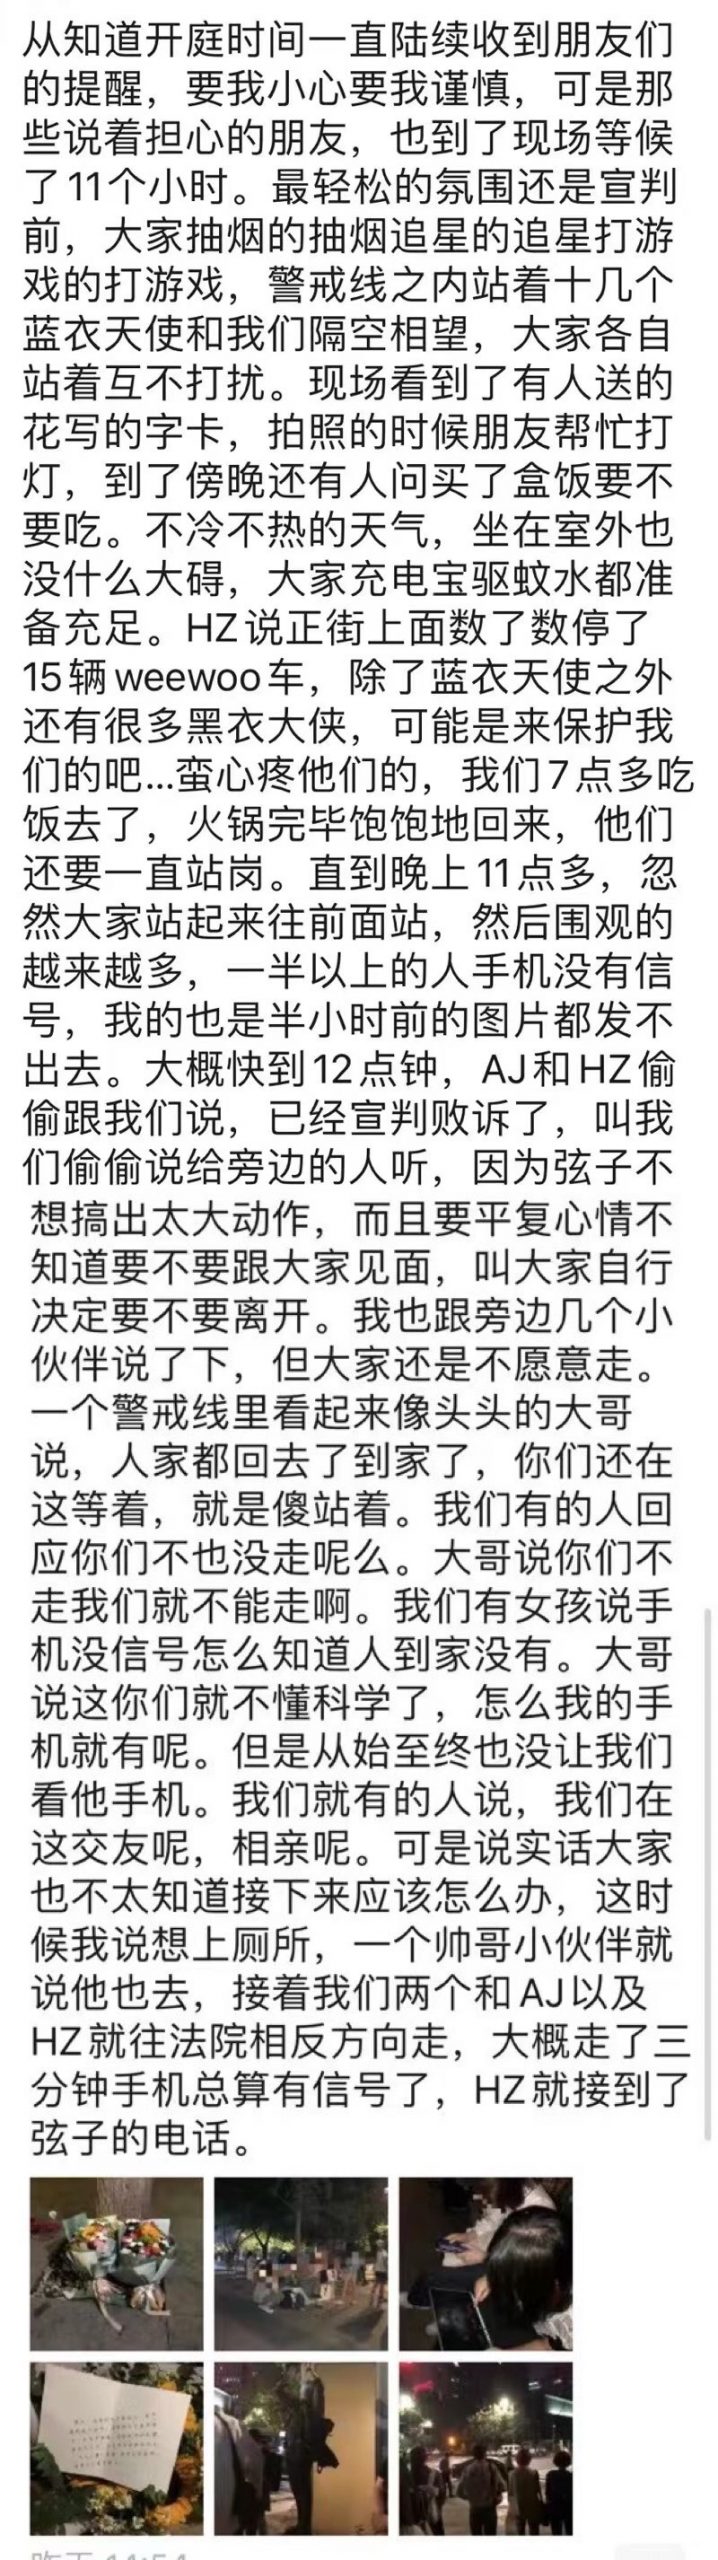 从知道开庭时间一直陆续收到朋友们
的提醒，要我小心要我谨慎，可是那
些说着担心的朋友，也到了现场等候
了11个小时。最轻松的氛围还是宣判
前，大家抽烟的抽烟追星的追星打游
戏的打游戏，警戒线之内站着十几个
蓝衣天使和我们隔空相望，大家各自
站着互不打扰。现场看到了有人送的
花写的字卡，拍照的时候朋友帮忙打
灯，到了傍晚还有人问买了盒饭要不
要吃。不冷不热的天气，坐在室外也
没什么大碍，大家充电宝驱蚊水都准
备充足。HZ说正街上面数了数停了
15辆weewoo车，除了蓝衣天使之外
还有很多黑衣大侠，可能是来保护我
们的吧...蛮心疼他们的，我们7点多吃
饭去了，火锅完毕饱饱地回来，他们
还要一直站岗。直到晚上11点多，忽
然大家站起来往前面站，然后围观的
越来越多，一半以上的人手机没有信
号，我的也是半小时前的图片都发不
出去。大概快到12点钟，AJ和HZ偷
偷跟我们说，已经宣判败诉了，叫我
们偷偷说给旁边的人听，因为弦子不
想搞出太大动作，而且要平复心情不
知道要不要跟大家见面，叫大家自行
决定要不要离开。我也跟旁边几个小
伙伴说了下，但大家还是不愿意走。
一个警戒线里看起来像头头的大哥
说，人家都回去了到家了，你们还在
这等着，就是傻站着。我们有的人回
应你们不也没走呢么。大哥说你们不
走我们就不能走啊。我们有女孩说手
机没信号怎么知道人到家没有。大哥
说这你们就不懂科学了，怎么我的手
机就有呢。但是从始至终也没让我们
看他手机。我们就有的人说，我们在
这交友呢，相亲呢。可是说实话大家
也不太知道接下来应该怎么办，这时
候我说想上厕所，一个帅哥小伙伴就
说他也去，接着我们两个和AJ以及
HZ就往法院相反方向走，大概走了三
分钟手机总算有信号了，HZ就接到了
弦子的电话。